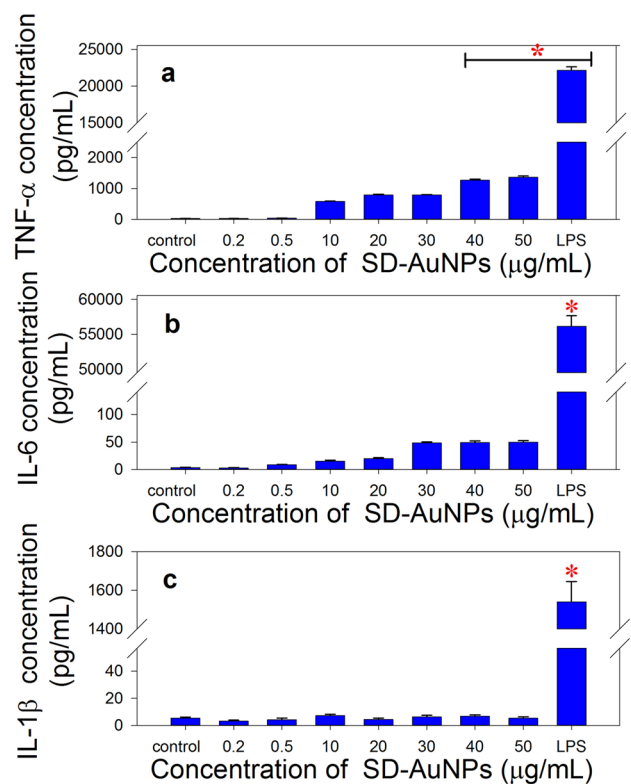 *
25000
a
20000
15000
2000
1000
0
TNF-α concentration
(pg/mL)
control 0.2 0.5 10 20 30 40 50 LPS
Concentration of SD-AuNPs (μg/mL)
60000
*
b
55000
50000
100
50
0
IL-6 concentration
(pg/mL)
control 0.2 0.5 10 20 30 40 50 LPS
Concentration of SD-AuNPs (μg/mL)
1800
*
c
1600
1400
40
20
0
IL-1β concentration
(pg/mL)
control 0.2 0.5 10 20 30 40 50 LPS
Concentration of SD-AuNPs (μg/mL)